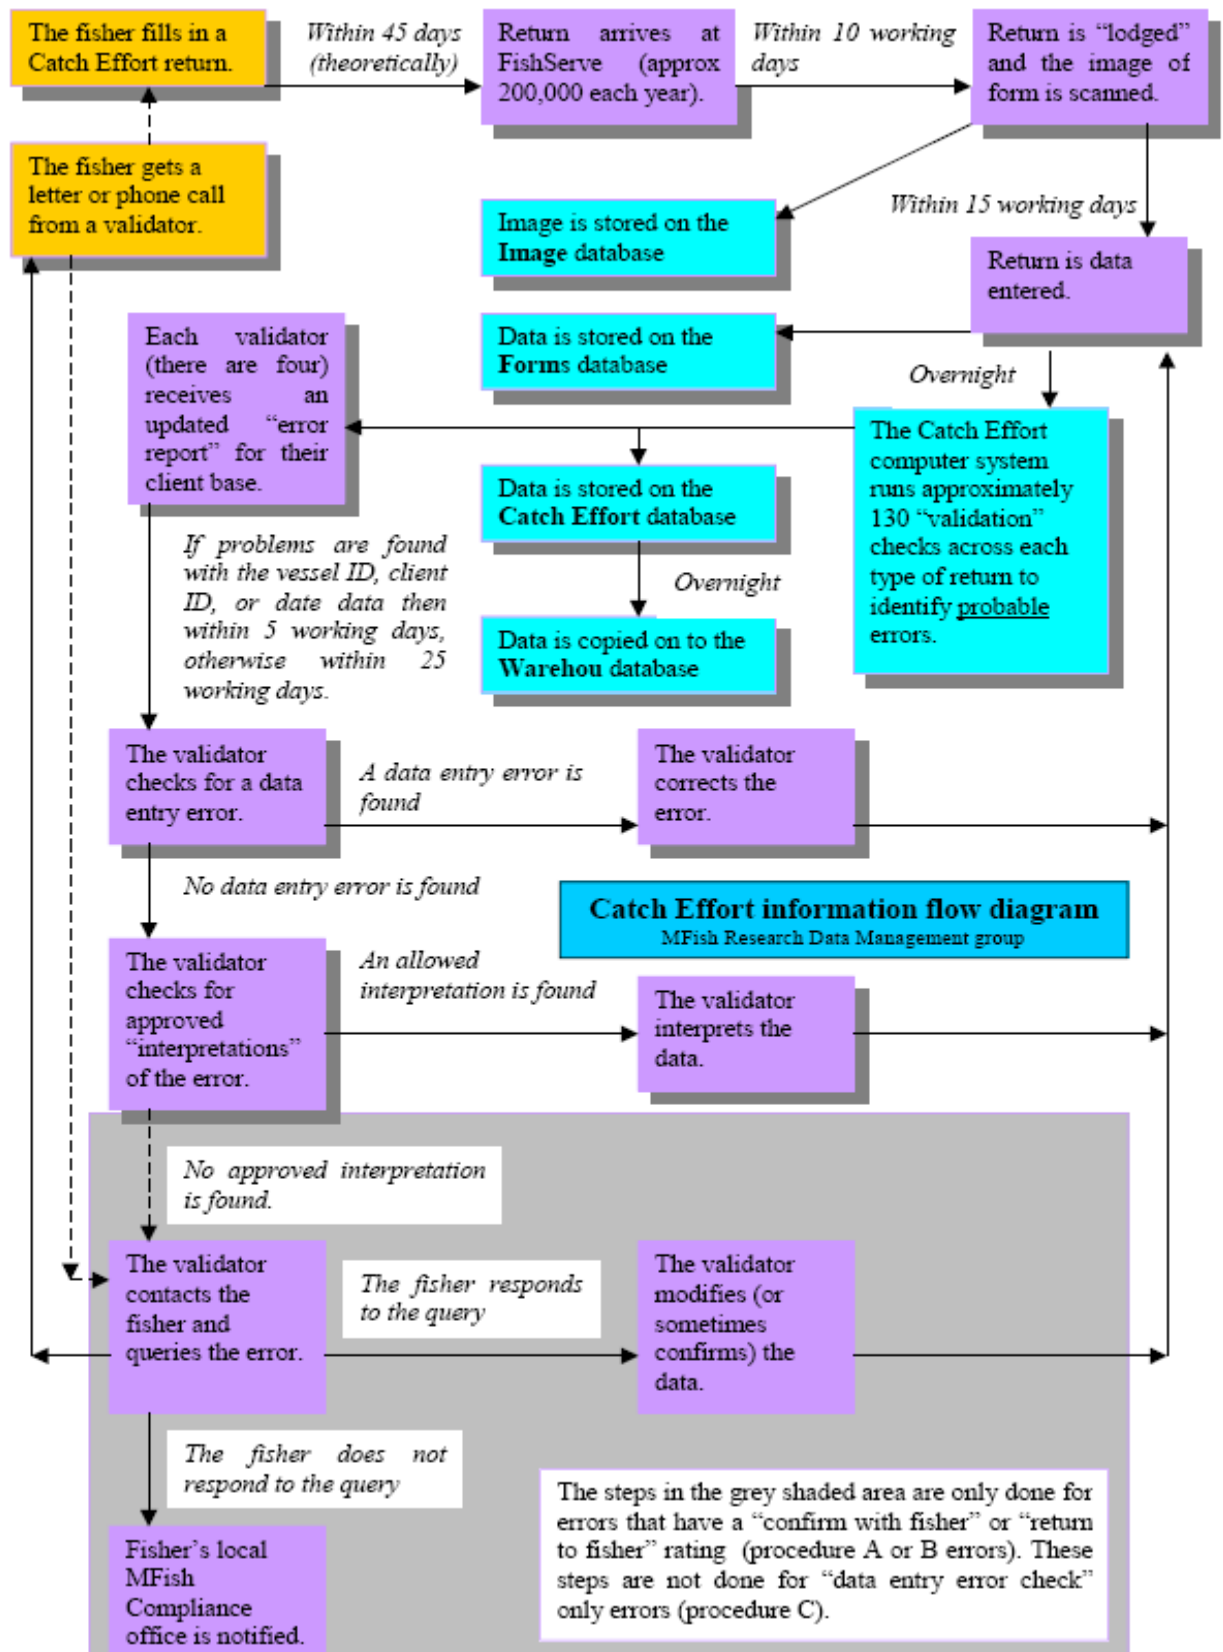 The fisher fills in a
Catch Effort return.
Within 45 days
(theoretically)
Return arrives at
FishServe (approx
200,000 each year).
Within 10 working
days
Return is “lodged”
and the image of
form is scanned.
The fisher gets a
letter or phone call
from a validator.
Image is stored on the
Image database
Within 15 working days
Return is data
entered.
Each validator
(there are four)
receives an
updated “error
report” for their
client base.
Data is stored on the
Forms database
Overnight
The Catch Effort
computer system
runs approximately
130 “validation”
checks across each
type of return to
identify probable
errors.
Data is stored on the
Catch Effort database
If problems are found
with the vessel ID, client
ID, or date data then
within 5 working days,
otherwise within 25
working days.
Overnight
Data is copied on to the
Warehou database
The validator
checks for a data
entry error.
A data entry error is
found
The validator
corrects the
error.
No data entry error is found
Catch Effort information flow diagram
MFish Research Data Management group
The validator
checks for
approved
“interpretations”
of the error.
An allowed
interpretation is found
The validator
interprets the
data.
No approved interpretation
is found.
The validator
contacts the
fisher and
queries the error.
The fisher responds
to the query
The validator
modifies (or
sometimes
confirms) the
data.
The fisher does not
respond to the query
The steps in the grey shaded area are only done for
errors that have a “confirm with fisher” or “return
to fisher” rating (procedure A or B errors). These
steps are not done for “data entry error check”
only errors (procedure C).
Fisher’s local
MFish
Compliance
office is notified.